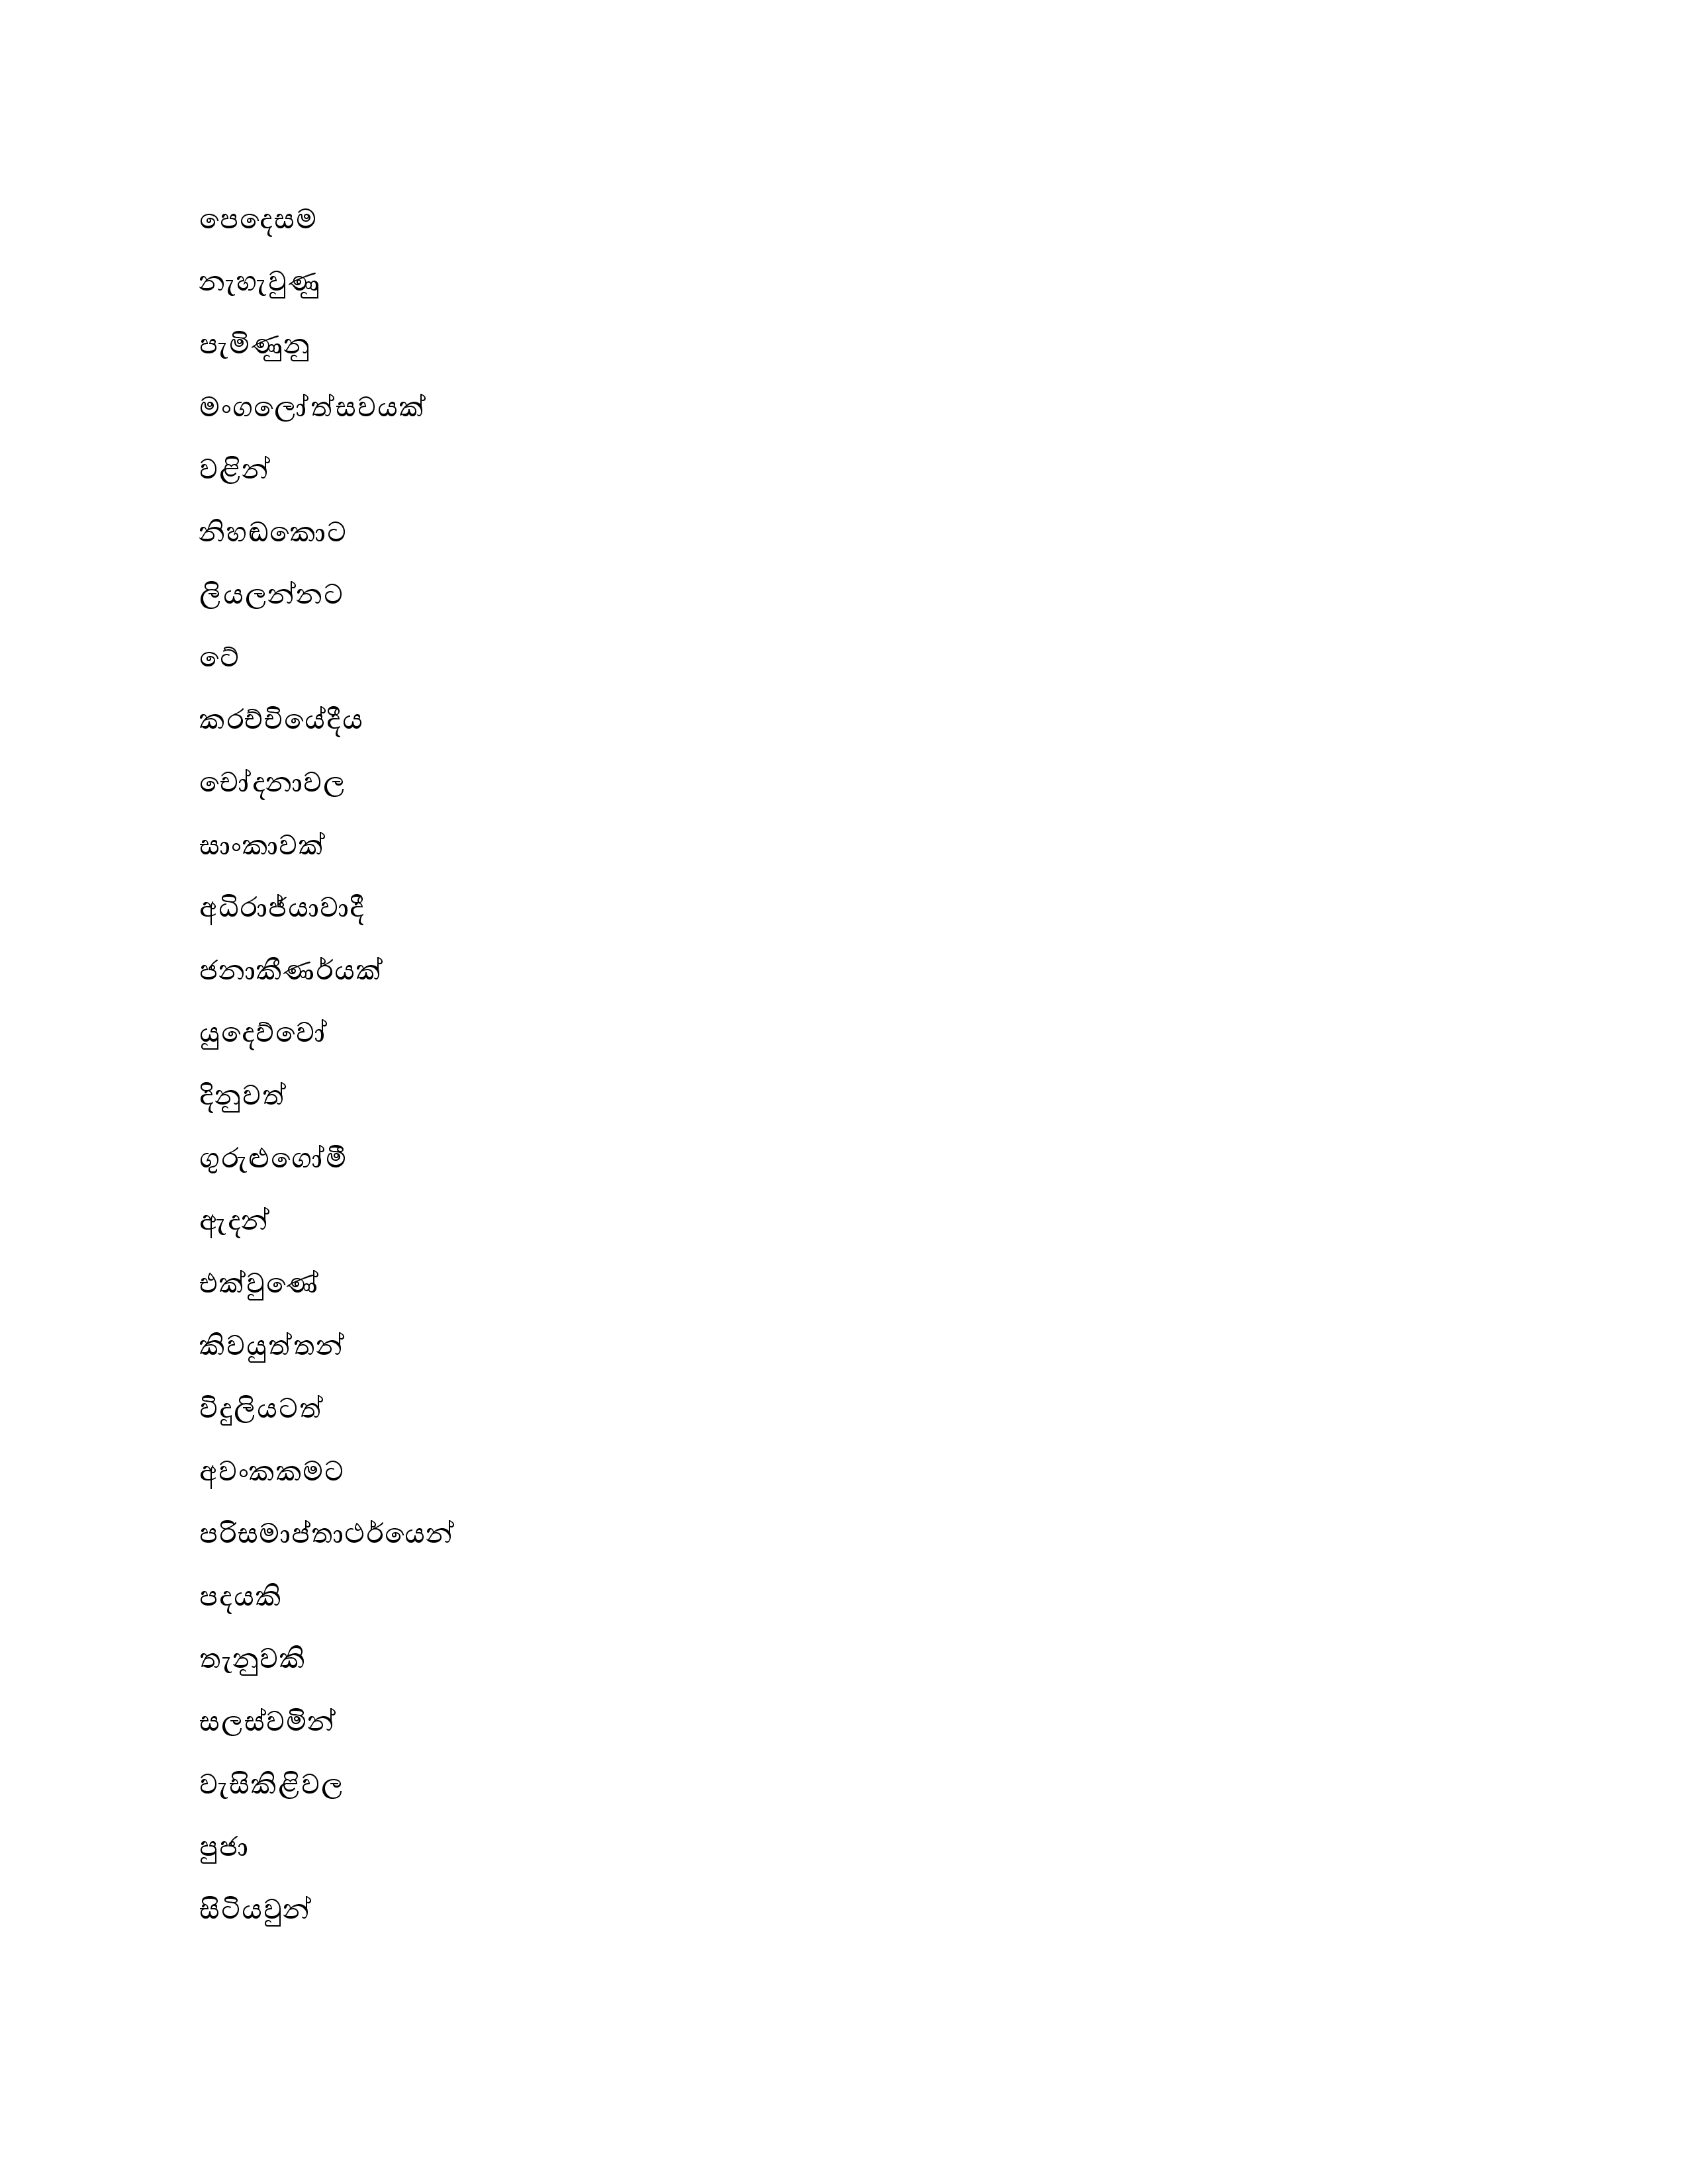 පෙදෙසම
නැහැවුණු
පැමිණුනු
මංගලෝත්සවයක්
වළින්
නිහඬකොට
ලියලන්නට
ටේ
කරච්චියේදීය
චෝදනාවල
සාංකාවක්
අධිරාජ්යාවාදී
ජනාකීණර්යක්
යුදෙව්වෝ
දිනුවත්
ගුරුළුගෝමී
ඇදන්
එක්වුණේ
කිවයුත්තන්
විදුලියටත්
අවංකකමට
පරිසමාප්තාථර්යෙන්
පදයකි
තැනුවකි
සලස්වමින්
වැසිකිළිවල
පුජා
සිටියවුන්